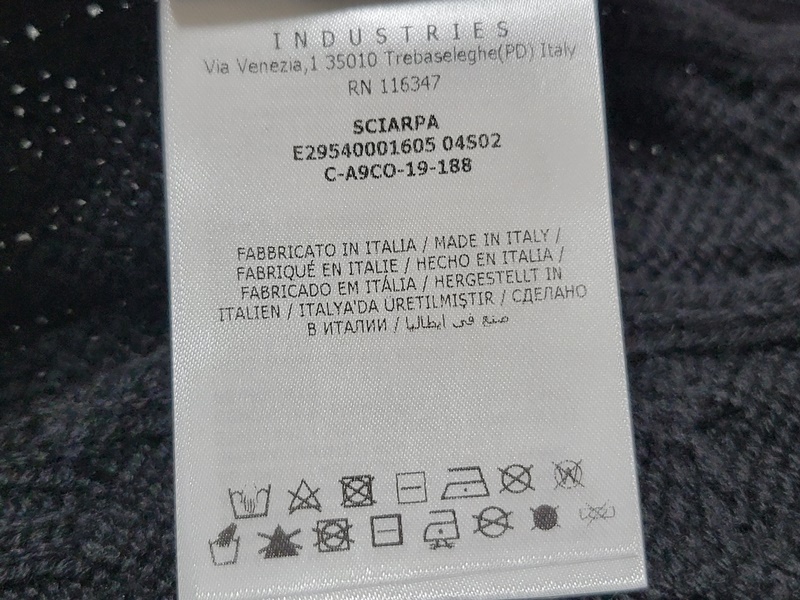 INDUSTRIES
Via Venezia,1 35010 Trebaseleghe(PD) Italy
RN 116347
SCIARPA
E29540001605 04S02
C-A9CO-19-188
FABBRICATO IN ITALIA / MADE IN ITALY /
FABRIQUÉ EN ITALIE / HECHO EN ITALIA /
FABRICADO EM ITÁLIA / HERGESTELLT IN
ITALIEN / ITALYA'DA ÜRETILMIŞTIR / СДЕЛАНО
В ИТАЛИИ / صنع في ايطاليا
W